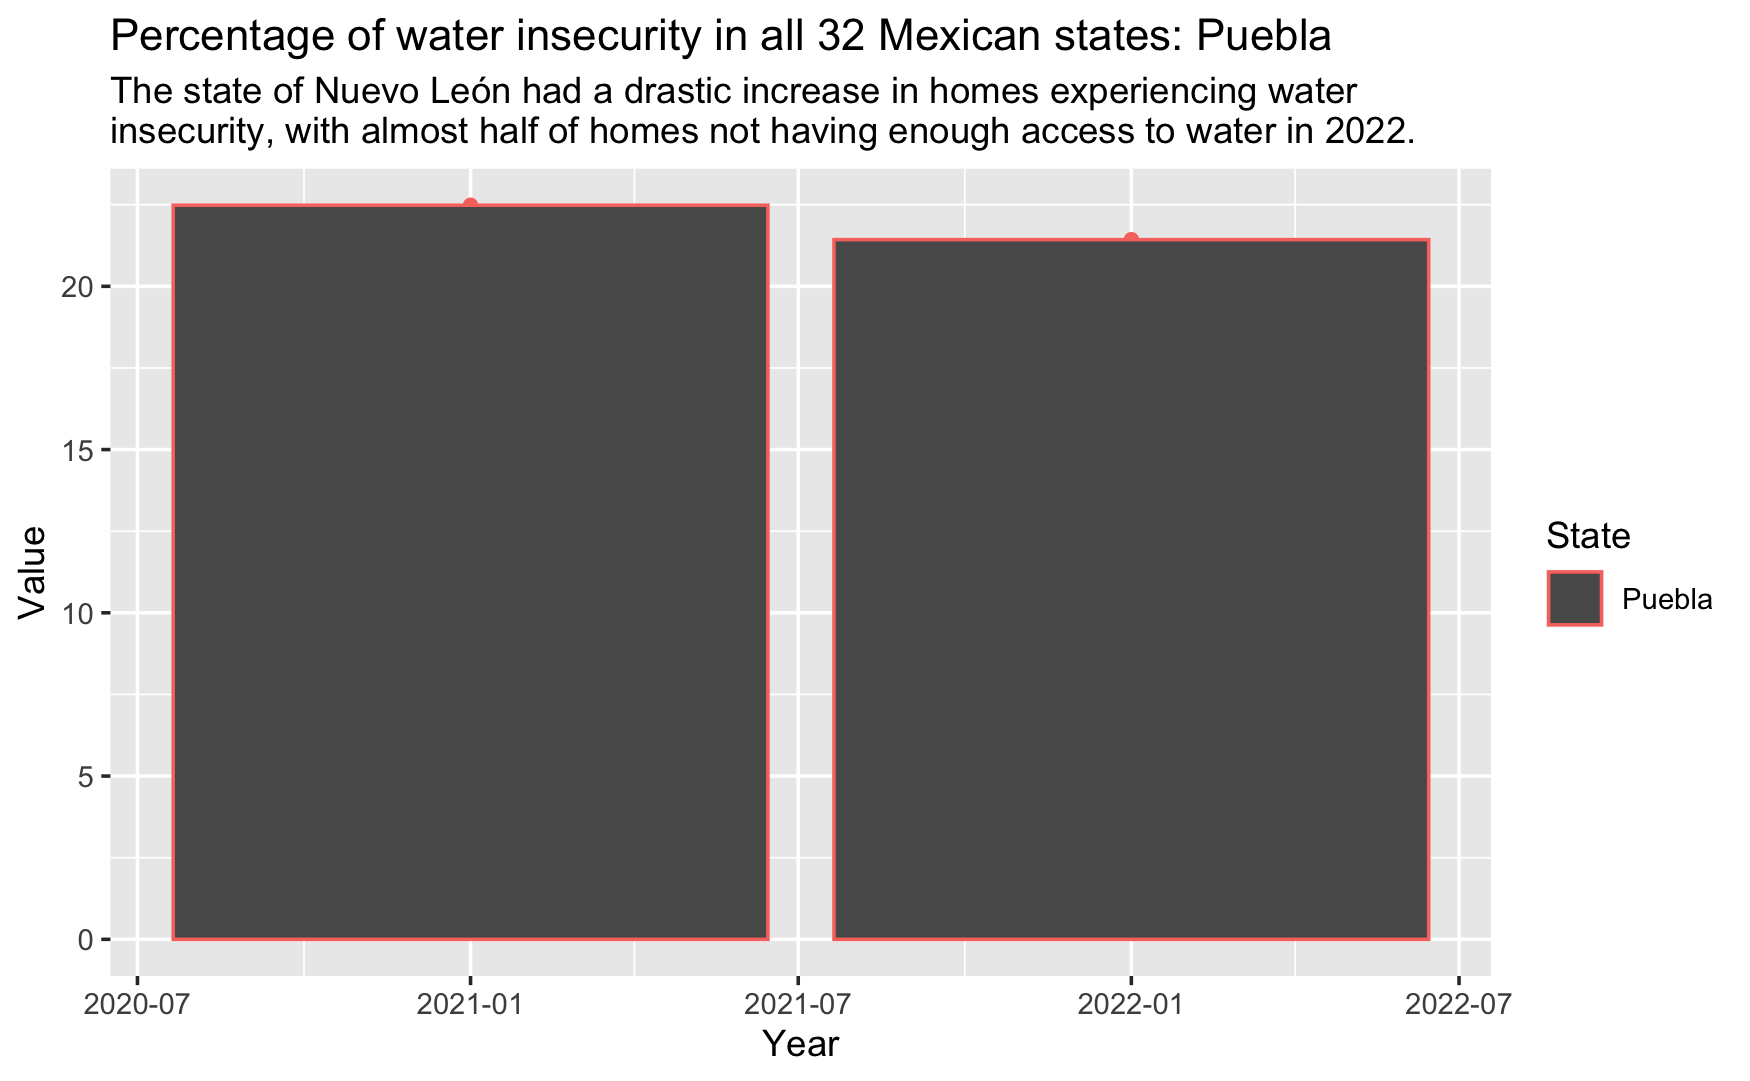 Percentage of water insecurity in all 32 Mexican states: Puebla
The state of Nuevo León had a drastic increase in homes experiencing water
insecurity, with almost half of homes not having enough access to water in 2022.
Value
20
15
10
5
0
2020-07
2021-01
2021-07
2022-01
2022-07
Year
State
Puebla